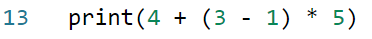 13 print(4 + (3 - 1) * 5)